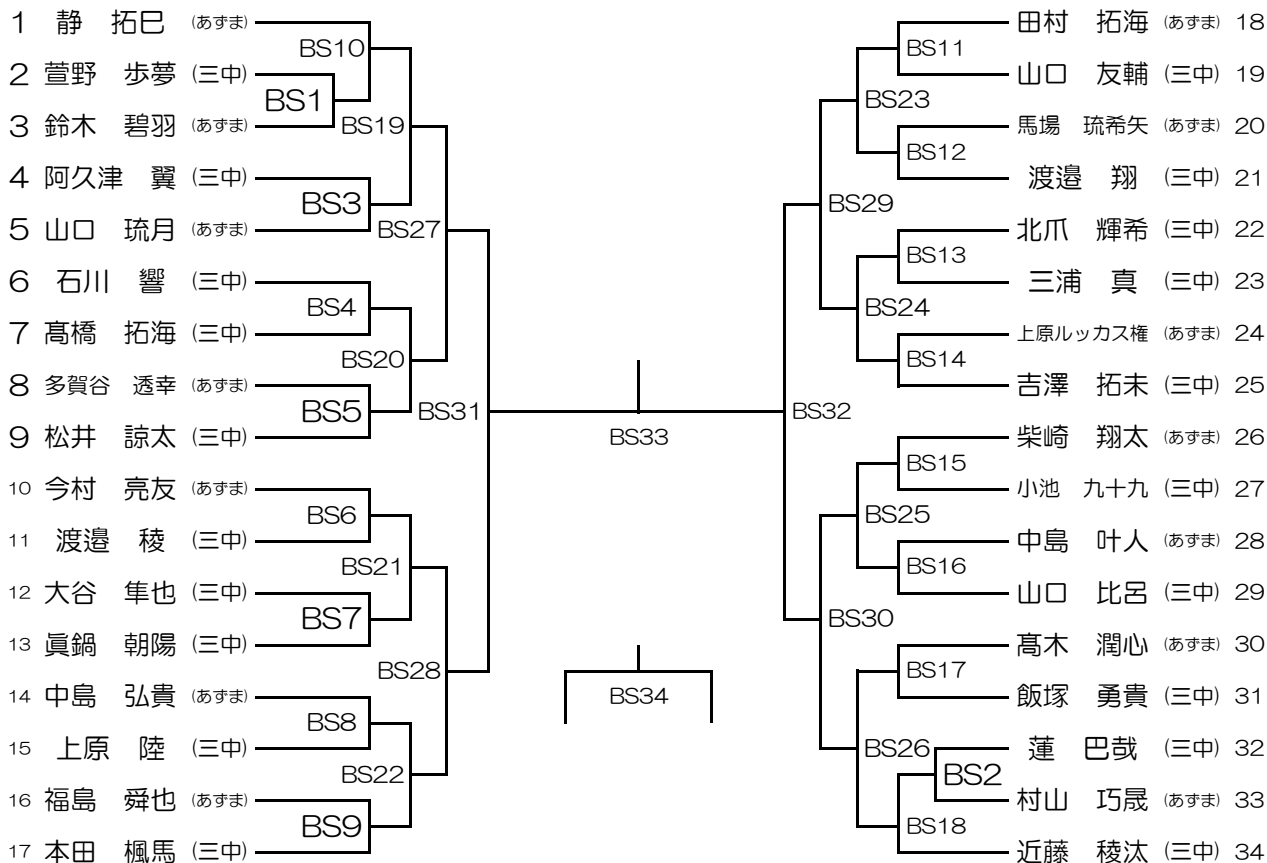 1 静 拓巳 (あずま)
2 萱野 歩夢 (三中)
3 鈴木 碧羽 (あずま)
4 阿久津 翼 (三中)
5 山口 琉月 (あずま)
6 石川 響 (三中)
7 髙橋 拓海 (三中)
8 多賀谷 透幸 (あずま)
9 松井 諒太 (三中)
10 今村 亮友 (あずま)
11 渡邉 稜 (三中)
12 大谷 隼也 (三中)
13 眞鍋 朝陽 (三中)
14 中島 弘貴 (あずま)
15 上原 陸 (三中)
16 福島 舜也 (あずま)
17 本田 楓馬 (三中)
BS10
BS1
BS19
BS3
BS27
BS4
BS20
BS5
BS31
BS6
BS21
BS7
BS28
BS8
BS22
BS9
BS33
BS34
BS11
BS23
BS12
BS29
BS13
BS24
BS14
BS32
BS15
BS25
BS16
BS30
BS17
BS26
BS2
BS18
田村 拓海 (あずま) 18
山口 友輔 (三中) 19
馬場 琉希矢 (あずま) 20
渡邉 翔 (三中) 21
北爪 輝希 (三中) 22
三浦 真 (三中) 23
上原ルッカス権 (あずま) 24
吉澤 拓未 (三中) 25
柴崎 翔太 (あずま) 26
小池 九十九 (三中) 27
中島 叶人 (あずま) 28
山口 比呂 (三中) 29
髙木 潤心 (あずま) 30
飯塚 勇貴 (三中) 31
蓮 巴哉 (三中) 32
村山 巧晟 (あずま) 33
近藤 稜汰 (三中) 34